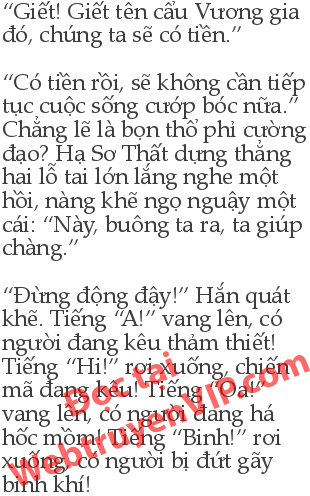 “Giết! Giết tên cẩu Vương gia
đó, chúng ta sẽ có tiền.”
“Có tiền rồi, sẽ không cần tiếp
tục cuộc sống cướp bóc nữa.”
Chẳng lẽ là bọn thổ phỉ cường
đạo? Hạ Sơ Thất dựng thẳng
hai lỗ tai lớn lắng nghe một
hồi, nàng khẽ ngọ nguậy một
cái: “Này, buông ta ra, ta giúp
chàng.”
“Đừng động đậy!” Hắn quát
khẽ. Tiếng “A!” vang lên, có
người đang kêu thảm thiết!
Tiếng “Hi!” rơi xuống, chiến
mã đang kêu! Tiếng “Oa!”
vang lên, có người đang há
hốc mồm! Tiếng “Binh!” rơi
xuống, có người bị đứt gãy
binh khí!
Đọc tại
Webtruyenvip.com